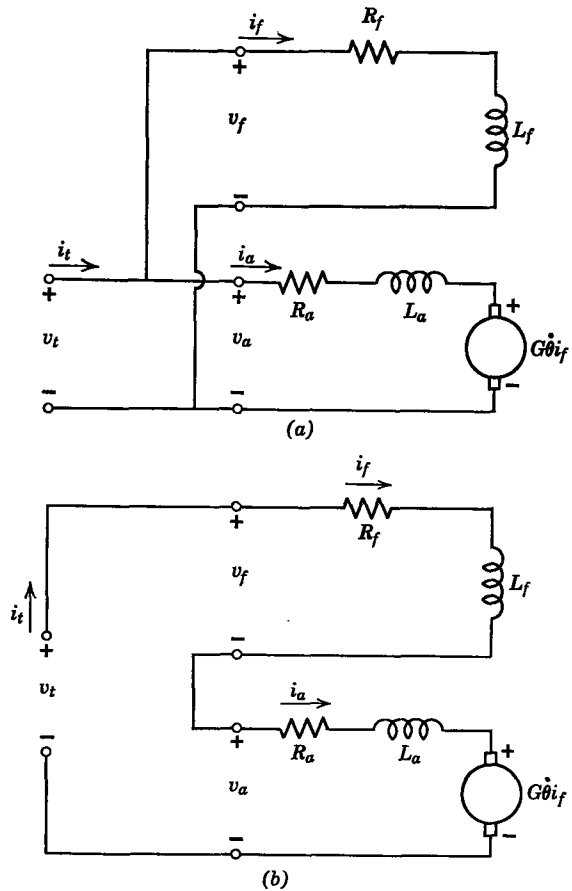 i_f
R_f
+
v_f
L_f
−
i_t
i_a
+
+
R_a
L_a
+
v_t
v_a
Gθ̇i_f
−
−
−
(a)
i_f
R_f
+
v_f
L_f
i_t
+
−
v_t
i_a
+
R_a
L_a
+
−
v_a
Gθ̇i_f
−
−
(b)